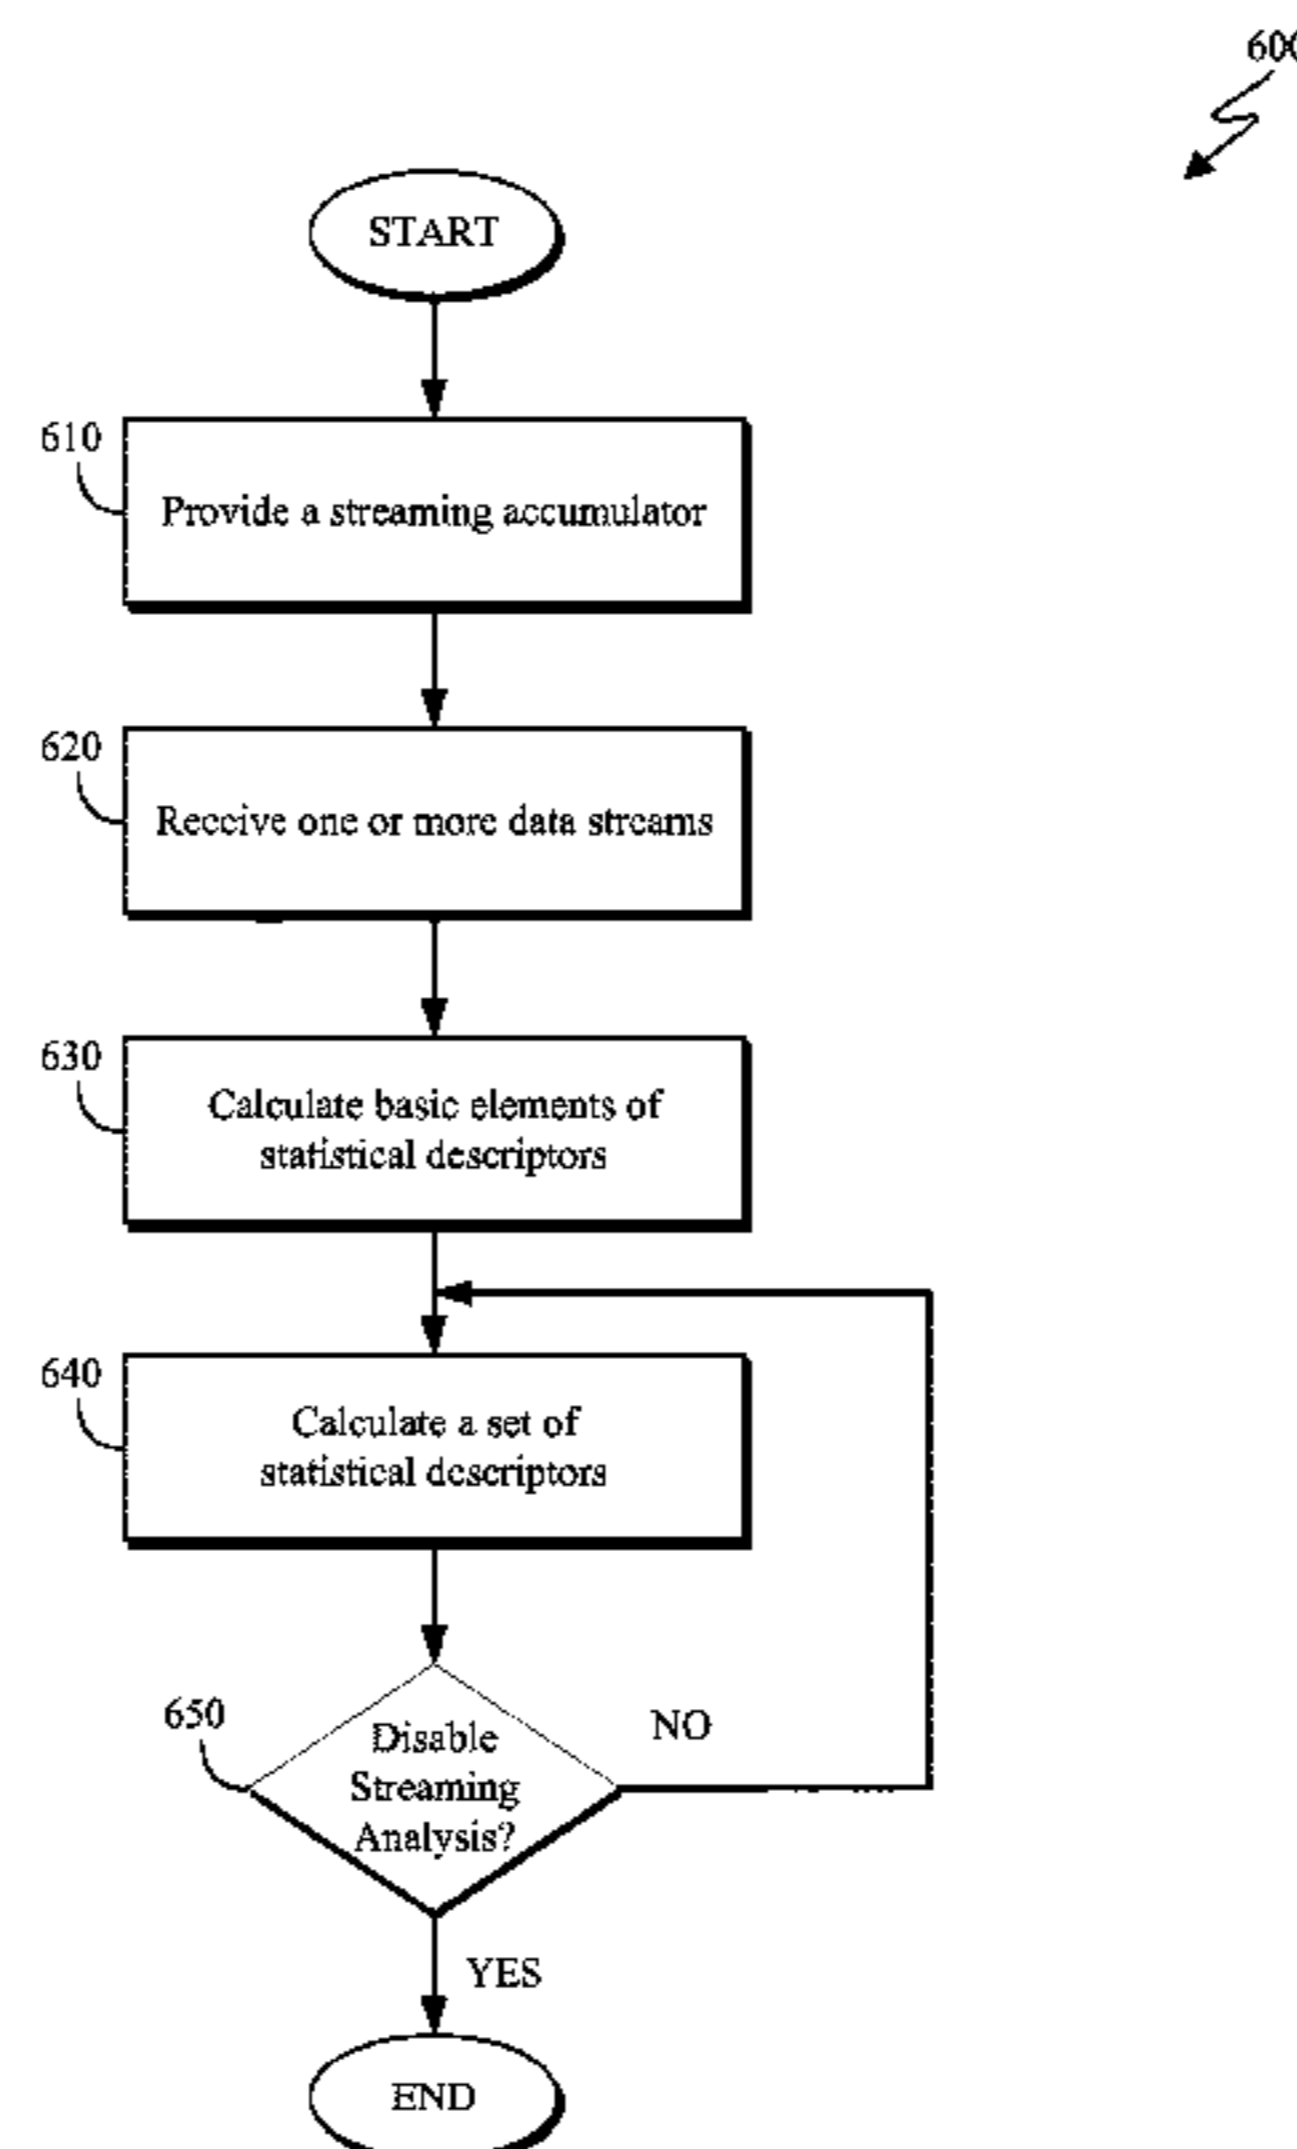 600
START
610
Provide a streaming accumulator
620
Receive one or more data streams
630
Calculate basic elements of
statistical descriptors
640
Calculate a set of
statistical descriptors
650
Disable
Streaming
Analysis?
NO
YES
END